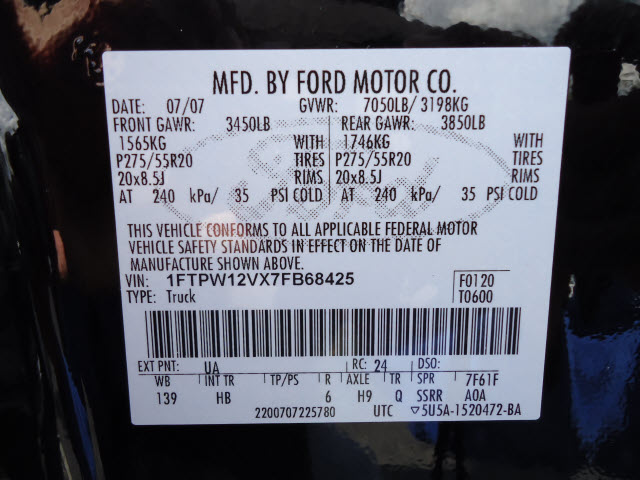 MFD. BY FORD MOTOR CO.
DATE: 07/07 GVWR: 7050LB/ 3198KG
FRONT GAWR: 3450LB REAR GAWR: 3850LB
1565KG WITH 1746KG WITH
P275/55R20 TIRES P275/55R20 TIRES
20x8.5J RIMS 20x8.5J RIMS
AT 240 kPa/ 35 PSI COLD AT 240 kPa/ 35 PSI COLD
THIS VEHICLE CONFORMS TO ALL APPLICABLE FEDERAL MOTOR
VEHICLE SAFETY STANDARDS IN EFFECT ON THE DATE OF
MANUFACTURE SHOWN ABOVE.
VIN: 1FTPW12VX7FB68425 F0120
TYPE: Truck T0600
EXT PNT: UA RC: 24 DSO:
WB INT TR TP/PS R AXLE TR SPR 7F61F
139 HB 6 H9 Q SSRR AOA
2200707225780 UTC ▽5U5A-1520472-BA